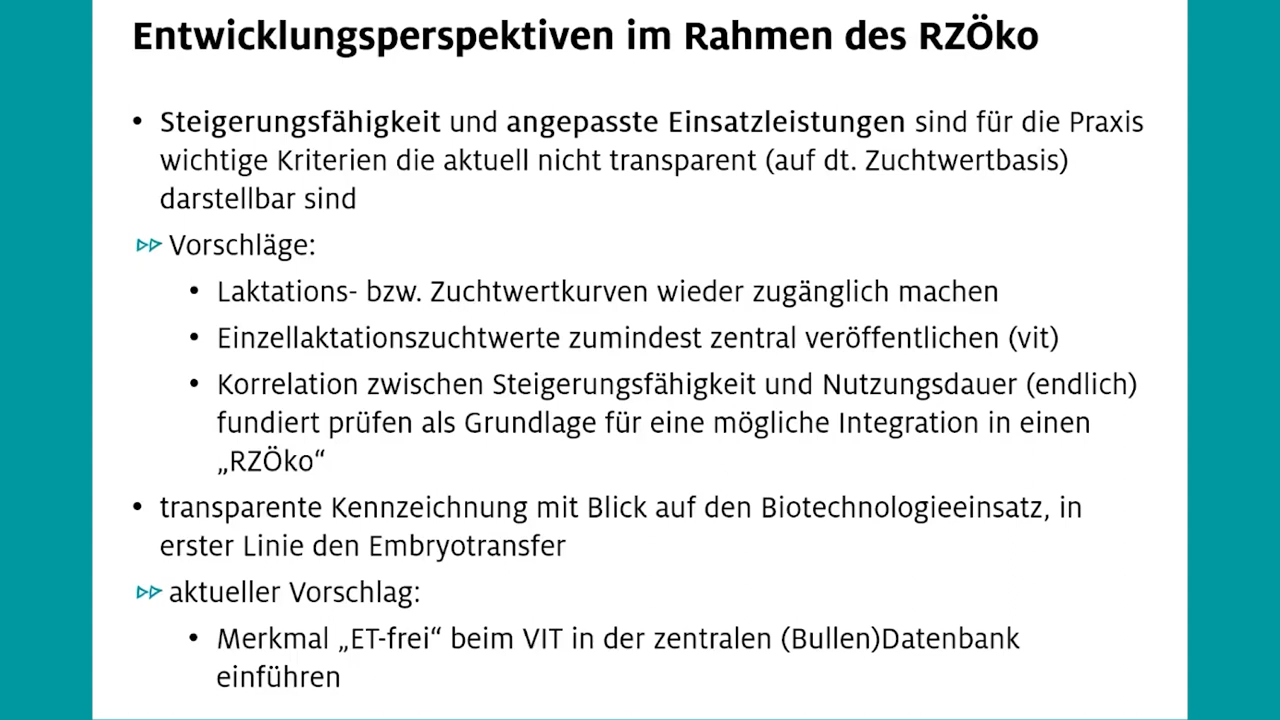 Entwicklungsperspektiven im Rahmen des RZÖko
• Steigerungsfähigkeit und angepasste Einsatzleistungen sind für die Praxis
wichtige Kriterien die aktuell nicht transparent (auf dt. Zuchtwertbasis)
darstellbar sind
Vorschläge:
• Laktations- bzw. Zuchtwertkurven wieder zugänglich machen
• Einzellaktationszuchtwerte zumindest zentral veröffentlichen (vit)
• Korrelation zwischen Steigerungsfähigkeit und Nutzungsdauer (endlich)
fundiert prüfen als Grundlage für eine mögliche Integration in einen
„RZÖko“
• transparente Kennzeichnung mit Blick auf den Biotechnologieeinsatz, in
erster Linie den Embryotransfer
aktueller Vorschlag:
• Merkmal „ET-frei“ beim VIT in der zentralen (Bullen)Datenbank
einführen